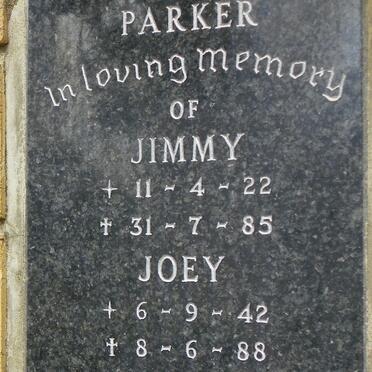 PARKER
In loving memory
OF
JIMMY
+ 11 - 4 - 22
✝ 31 - 7 - 85
JOEY
+ 6 - 9 - 42
✝ 8 - 6 - 88